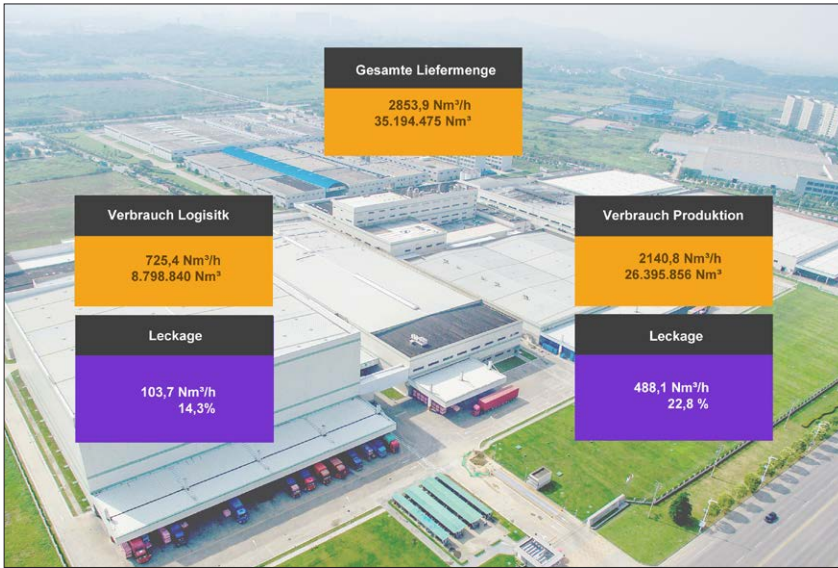 Gesamte Liefermenge
2853,9 Nm³/h
35.194.475 Nm³
Verbrauch Logisitk
725,4 Nm³/h
8.798.840 Nm³
Verbrauch Produktion
2140,8 Nm³/h
26.395.856 Nm³
Leckage
103,7 Nm³/h
14,3%
Leckage
488,1 Nm³/h
22,8 %